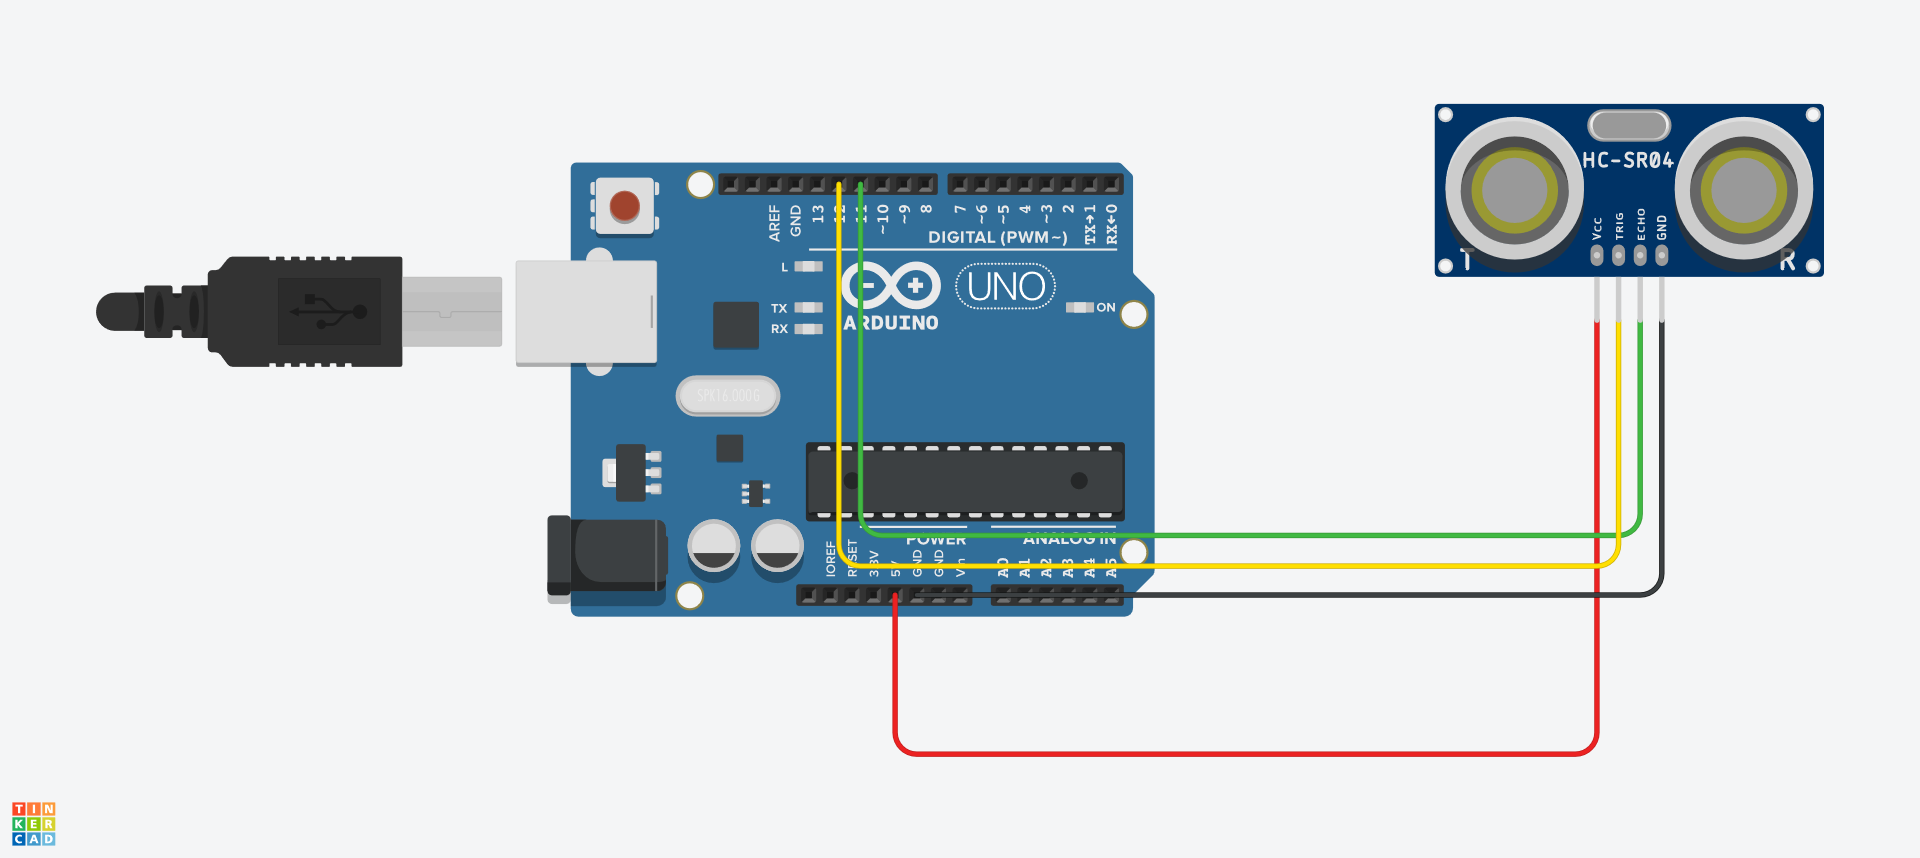 HC-SR04
VCC
TRIG
ECHO
GND
T
R
AREF
GND
13
12
11
~10
~9
8
7
~6
~5
4
~3
2
TX→1
RX←0
DIGITAL (PWM~)
L
TX
RX
ON
UNO
ARDUINO
SPK16.000G
POWER
ANALOG IN
IOREF
RESET
3.3V
5V
GND
GND
Vin
A0
A1
A2
A3
A4
A5
TIN
KER
CAD